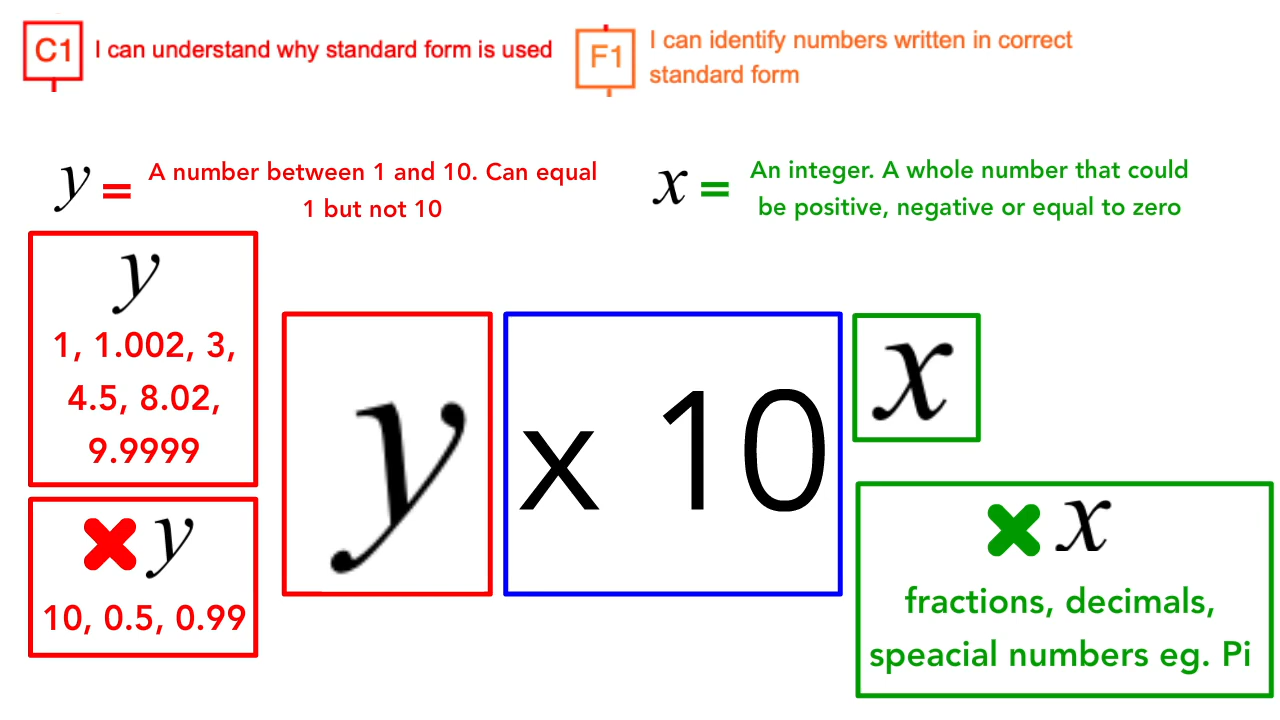 C1 I can understand why standard form is used
F1 I can identify numbers written in correct
standard form
y = A number between 1 and 10. Can equal
1 but not 10
x = An integer. A whole number that could
be positive, negative or equal to zero
y
1, 1.002, 3,
4.5, 8.02,
9.9999
y x 10 x
✖ y
10, 0.5, 0.99
✖ x
fractions, decimals,
speacial numbers eg. Pi